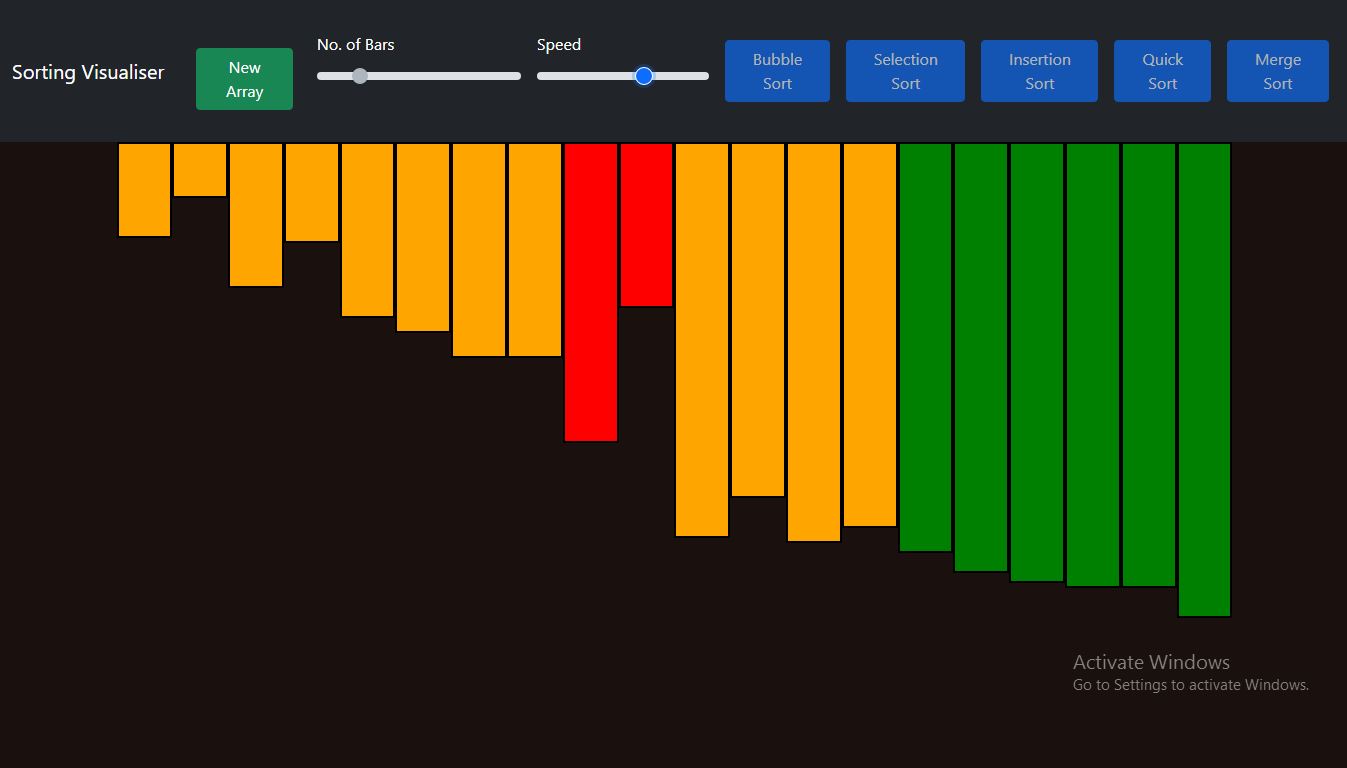 Sorting Visualiser
New
Array
No. of Bars
Speed
Bubble
Sort
Selection
Sort
Insertion
Sort
Quick
Sort
Merge
Sort
Activate Windows
Go to Settings to activate Windows.